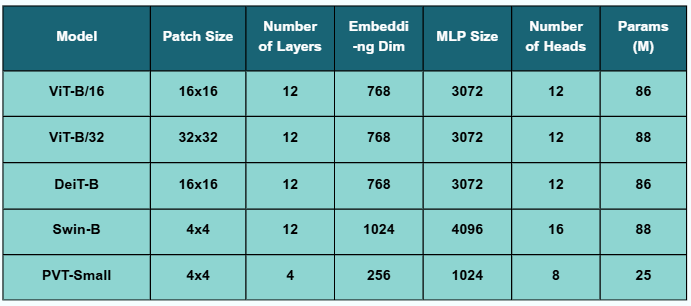 Model Patch Size Number of Layers Embeddi-ng Dim MLP Size Number of Heads Params (M)
ViT-B/16 16x16 12 768 3072 12 86
ViT-B/32 32x32 12 768 3072 12 88
DeiT-B 16x16 12 768 3072 12 86
Swin-B 4x4 12 1024 4096 16 88
PVT-Small 4x4 4 256 1024 8 25